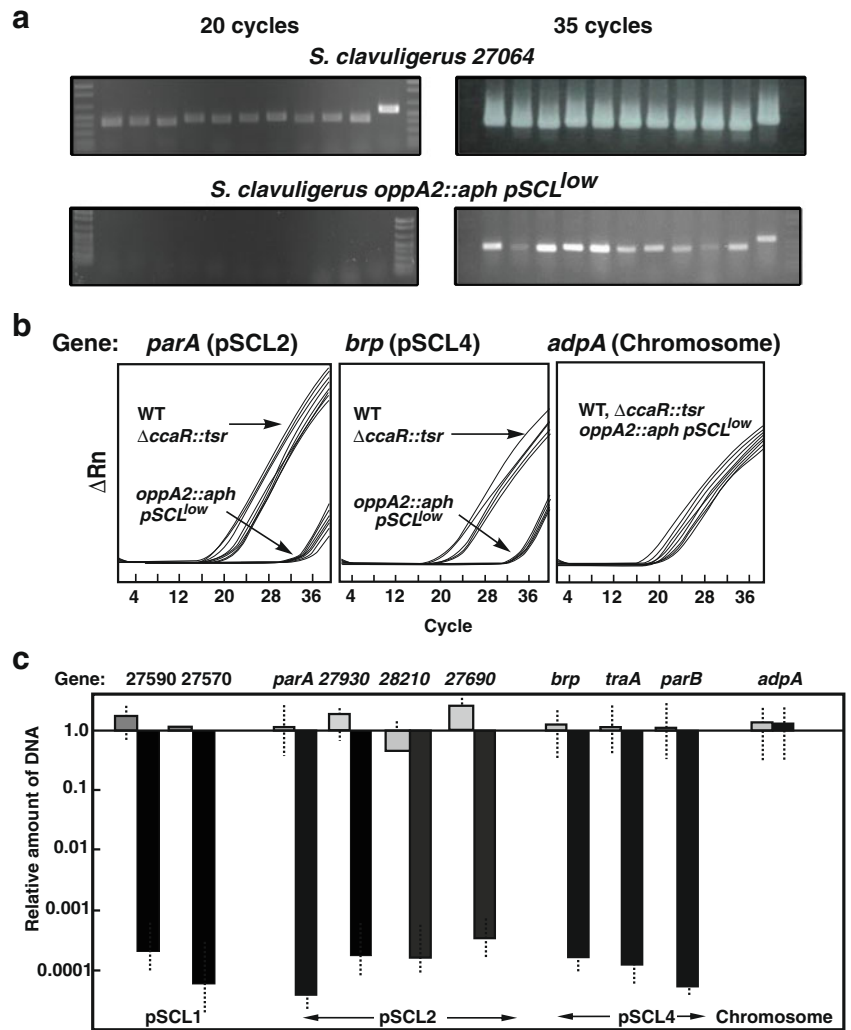 a
20 cycles 35 cycles
S. clavuligerus 27064
S. clavuligerus oppA2::aph pSCLlow
b
Gene: parA (pSCL2) brp (pSCL4) adpA (Chromosome)
ΔRn
WT
ΔccaR::tsr
oppA2::aph
pSCLlow
WT
ΔccaR::tsr
oppA2::aph
pSCLlow
WT, ΔccaR::tsr
oppA2::aph pSCLlow
4 12 20 28 36 4 12 20 28 36 4 12 20 28 36
Cycle
c
Gene: 27590 27570 parA 27930 28210 27690 brp traA parB adpA
Relative amount of DNA
1.0
0.1
0.01
0.001
0.0001
pSCL1 pSCL2 pSCL4 Chromosome